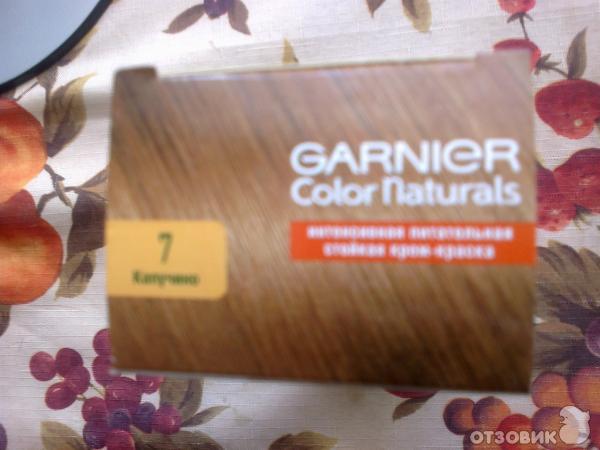 GARNIER
Color Naturals
интенсивная питательная
стойкая крем-краска
7
Капучино
ОТЗОВИК